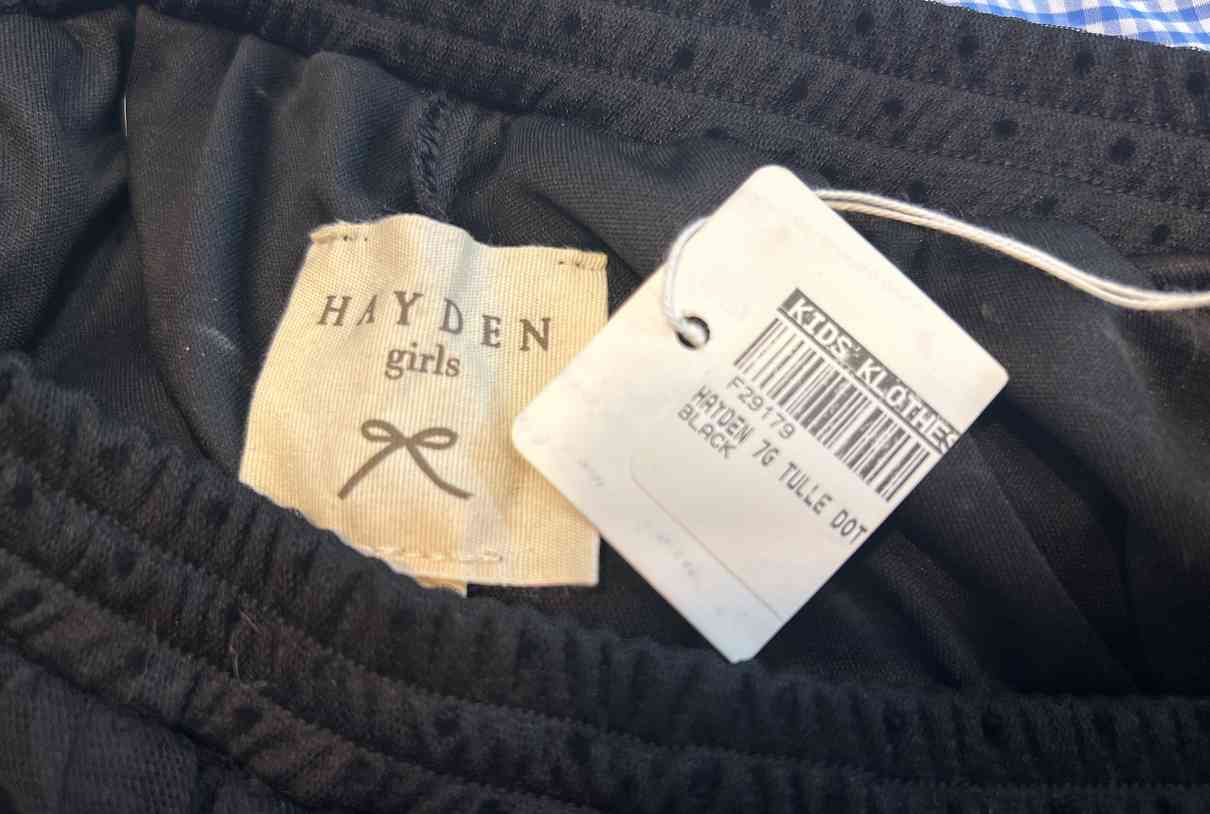 HAYDEN
girls
KIDS' KLOTHES
F29179
HAYDEN 7G TULLE DOT
BLACK